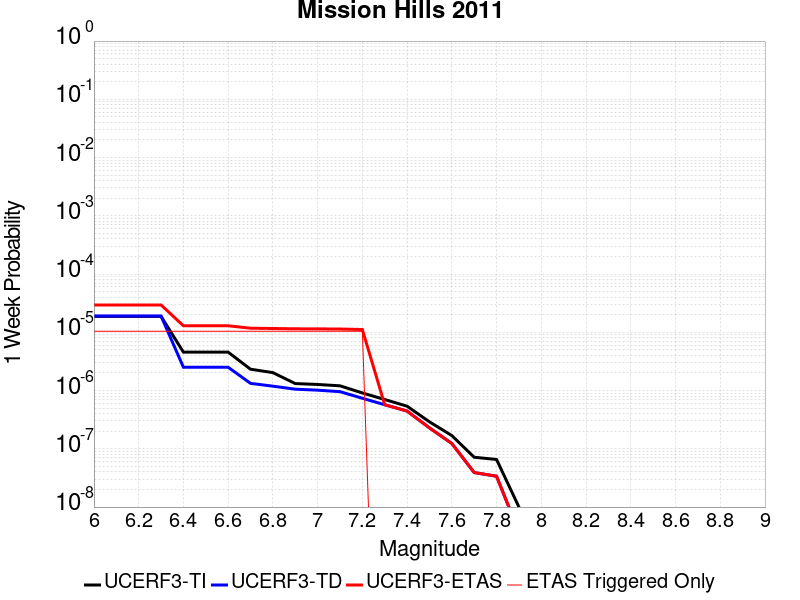 Mission Hills 2011
1 Week Probability
10^0
10^-1
10^-2
10^-3
10^-4
10^-5
10^-6
10^-7
10^-8
6 6.2 6.4 6.6 6.8 7 7.2 7.4 7.6 7.8 8 8.2 8.4 8.6 8.8 9
Magnitude
UCERF3-TI UCERF3-TD UCERF3-ETAS ETAS Triggered Only